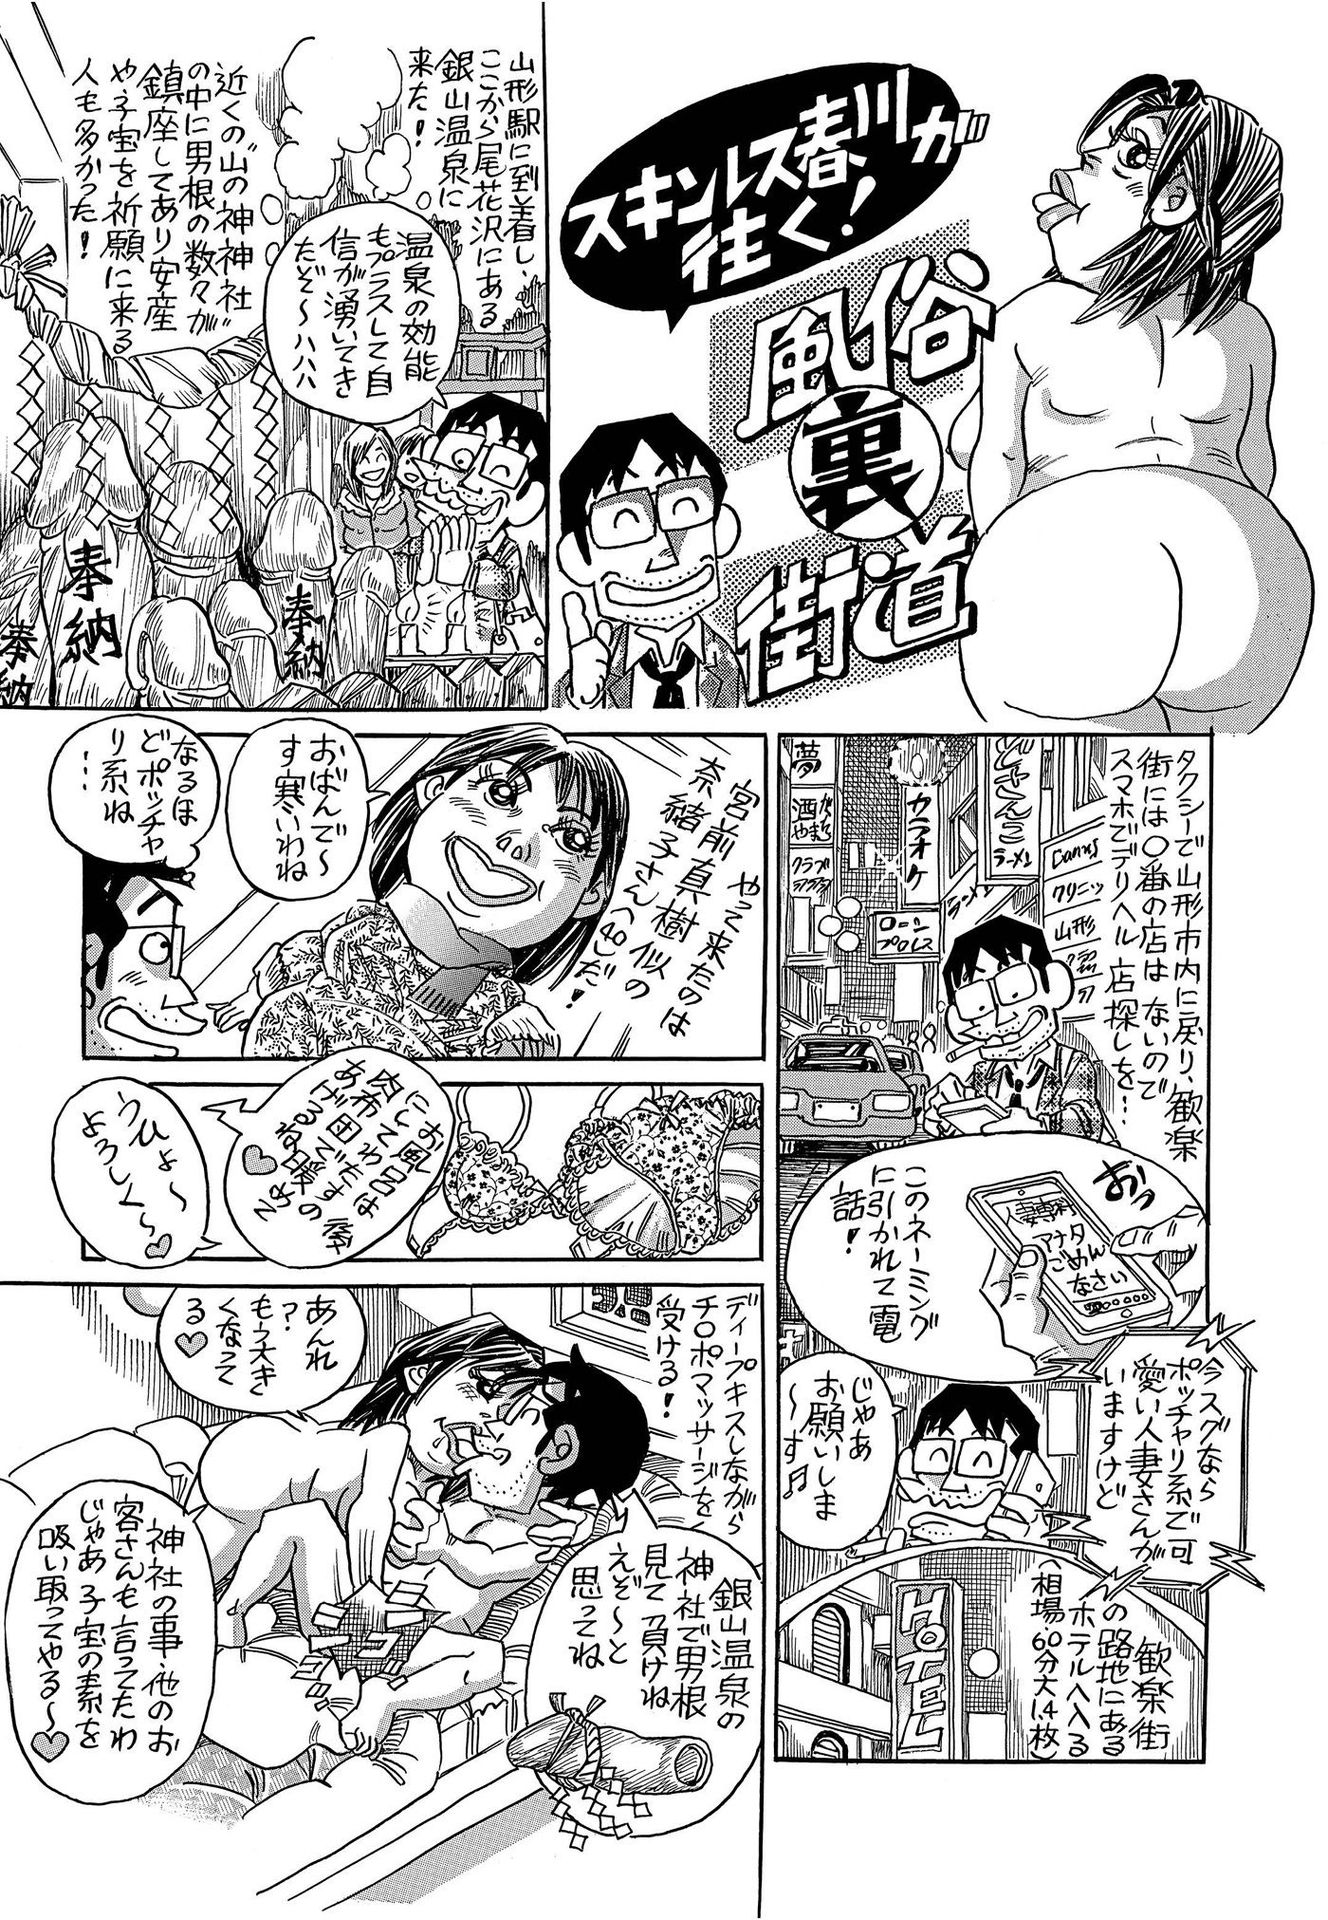 スキンレス春川が
往く!
風俗
裏
街道
山形駅に到着し、
ここから尾花沢にある
銀山温泉に
来た!
近くの“山の神神社”
の中に男根の数々が
鎮座してあり安産
や子宝を祈願に来る
人も多かった!
温泉の効能
もプラスして自
信が湧いてき
たぞ〜ハハハ
奉納
奉納
奉納
タクシーで山形市内に戻り、歓楽
街には〇番の店はないので
スマホでデリヘル店探しを…
夢
酒
カラオケ
どさんこ
ラーメン
クリニック
山形
ローン
プロレス
おっ
人妻専科
アナタ
ごめん
なさい
このネーミング
に引かれて電
話!
今スグなら
ポッチャリ系で可
愛い人妻さんが
いますけど
じゃあ
お願いしま
〜す♫
歓楽街
の路地にある
ホテルへ入る
(相場・60分大1.4枚)
HOTEL
やって来たのは
宮前真樹似の
奈緒子さん(40)だ!
おばんで〜
す寒いわね
なるほ
どポッチャ
リ系ね
…
うひょ〜
よろしく〜♡
ディープキスしながら
チ〇ポマッサージを
受ける!
あんれ
?
もう大き
くなって
る♡
銀山温泉の
神社で男根
見て負けね
えぞ〜と
思ってね
神社の事、他のお
客さんも言ってたわ
じゃあ子宝の素を
吸い取ってやる〜
♡